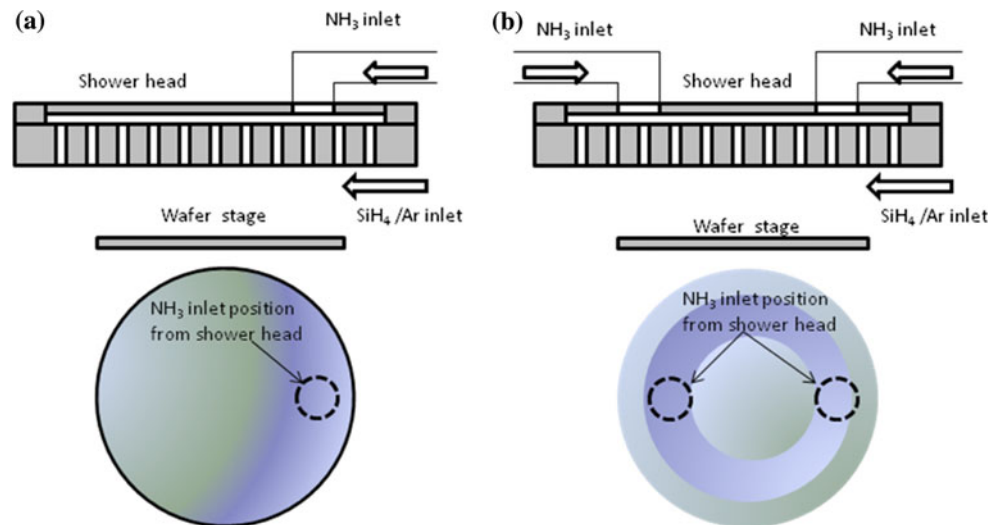 (a)
NH3 inlet
Shower head
SiH4 /Ar inlet
Wafer stage
NH3 inlet position
from shower head
(b)
NH3 inlet
NH3 inlet
Shower head
SiH4 /Ar inlet
Wafer stage
NH3 inlet position
from shower head